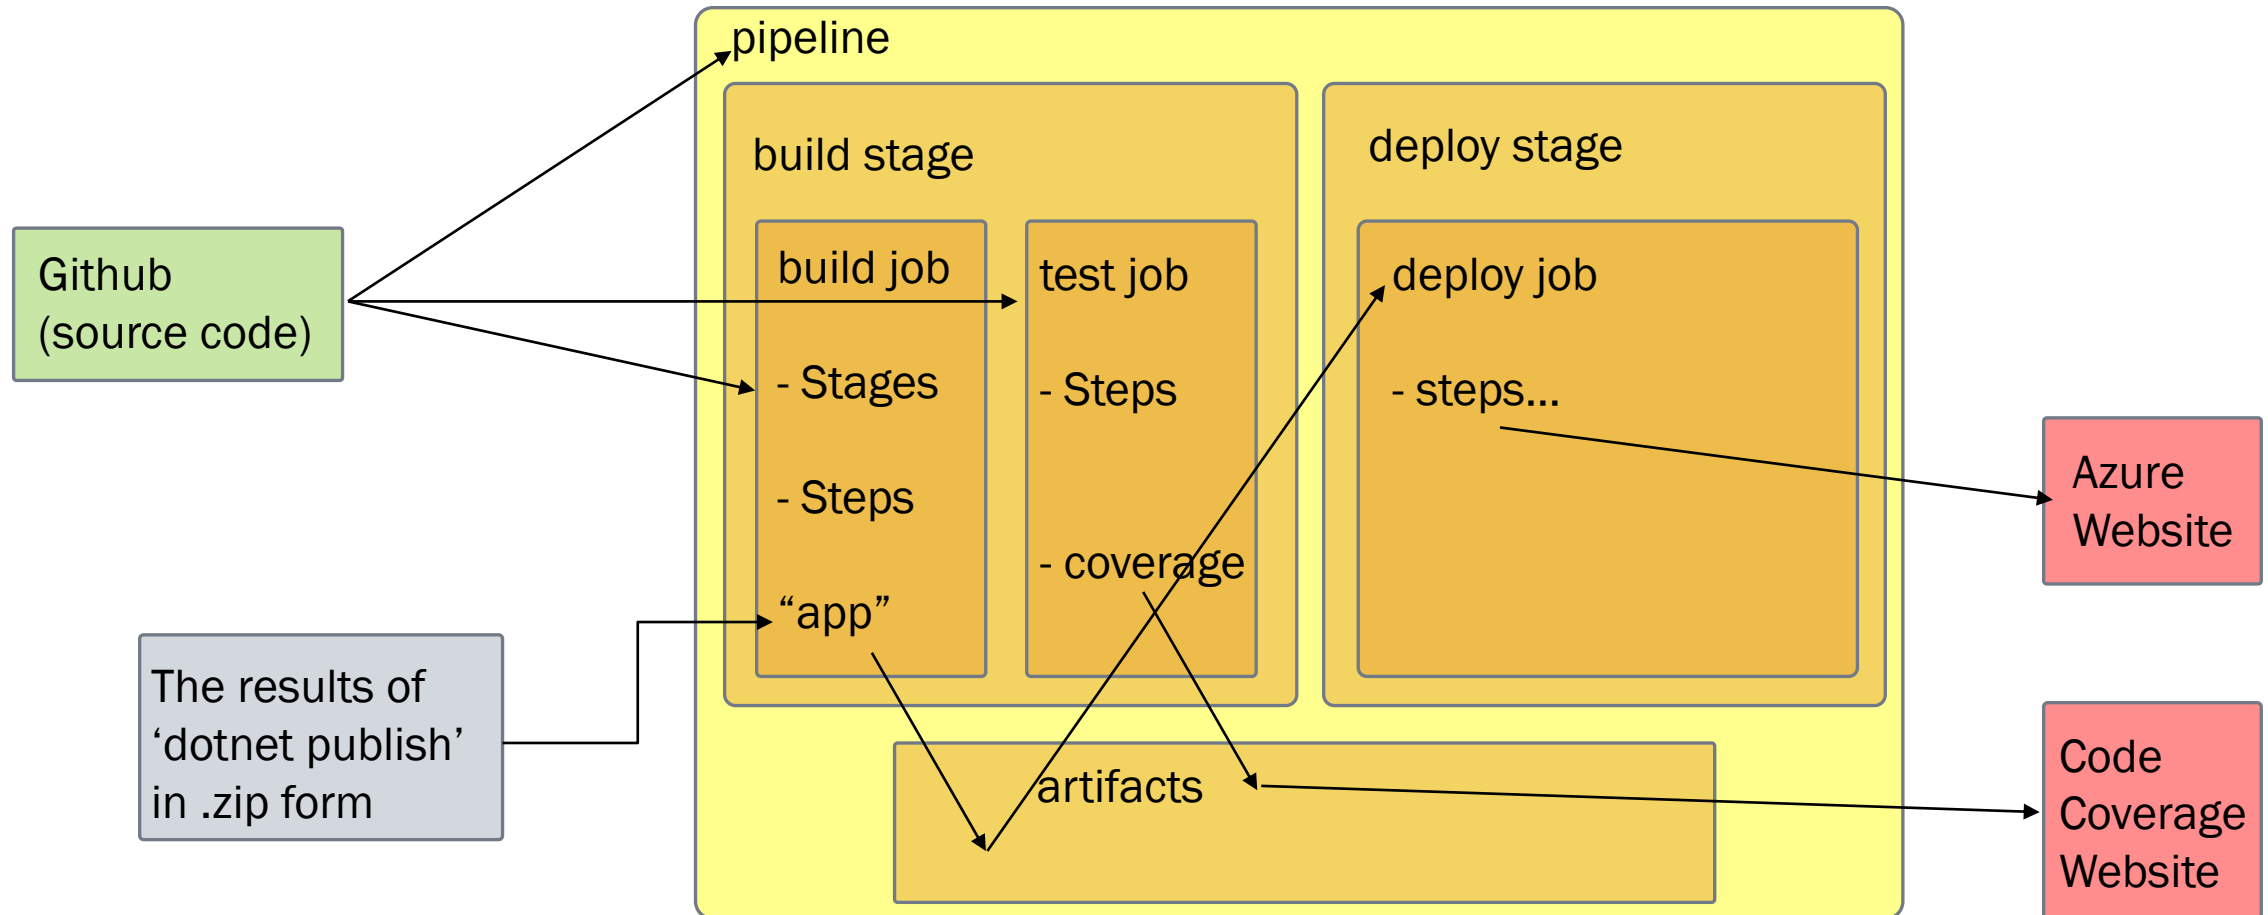 pipeline
build stage
deploy stage
Github
(source code)
build job
- Stages
- Steps
“app”
test job
- Steps
- coverage
deploy job
- steps...
Azure
Website
The results of
‘dotnet publish’
in .zip form
artifacts
Code
Coverage
Website